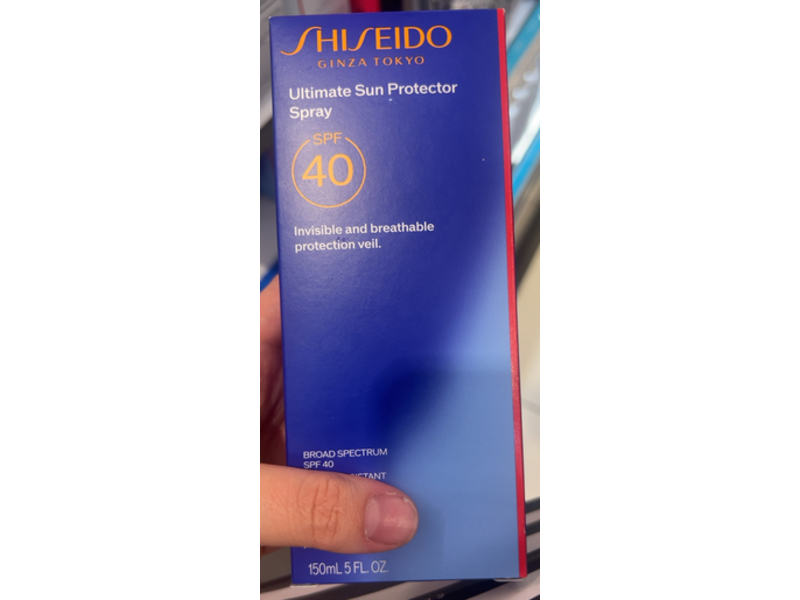 SHISEIDO
GINZA TOKYO
Ultimate Sun Protector
Spray
SPF
40
Invisible and breathable
protection veil.
BROAD SPECTRUM
SPF 40
150mL 5 FL. OZ.